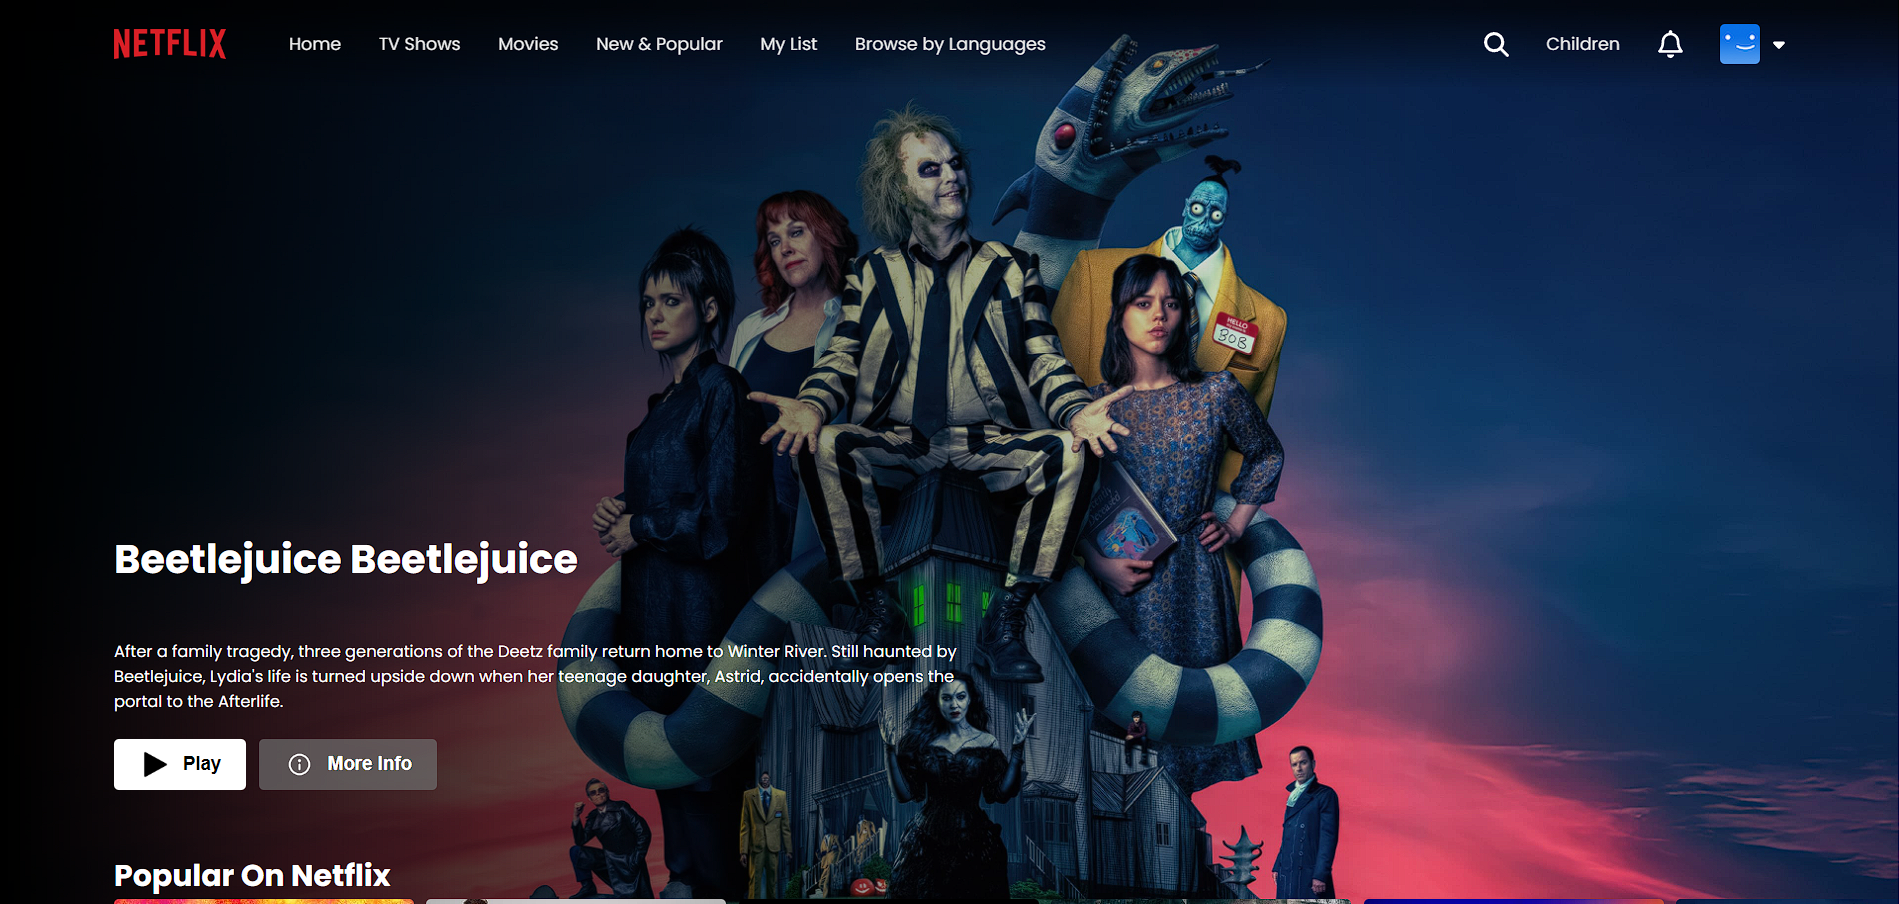 NETFLIX
Home
TV Shows
Movies
New & Popular
My List
Browse by Languages
Children
HELLO
BOB
Beetlejuice Beetlejuice
After a family tragedy, three generations of the Deetz family return home to Winter River. Still haunted by
Beetlejuice, Lydia's life is turned upside down when her teenage daughter, Astrid, accidentally opens the
portal to the Afterlife.
Play
More Info
Popular On Netflix